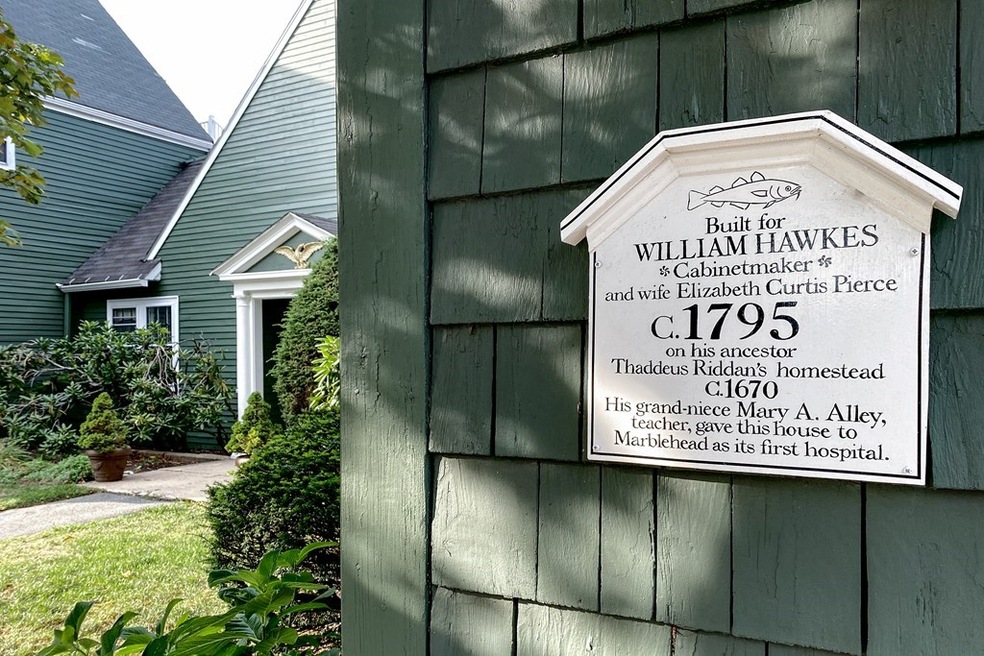 Built for
WILLIAM HAWKES
Cabinetmaker
and wife Elizabeth Curtis Pierce
C.1795
on his ancestor
Thaddeus Riddan's homestead
C.1670
His grand-niece Mary A. Alley,
teacher, gave this house to
Marblehead as its first hospital.